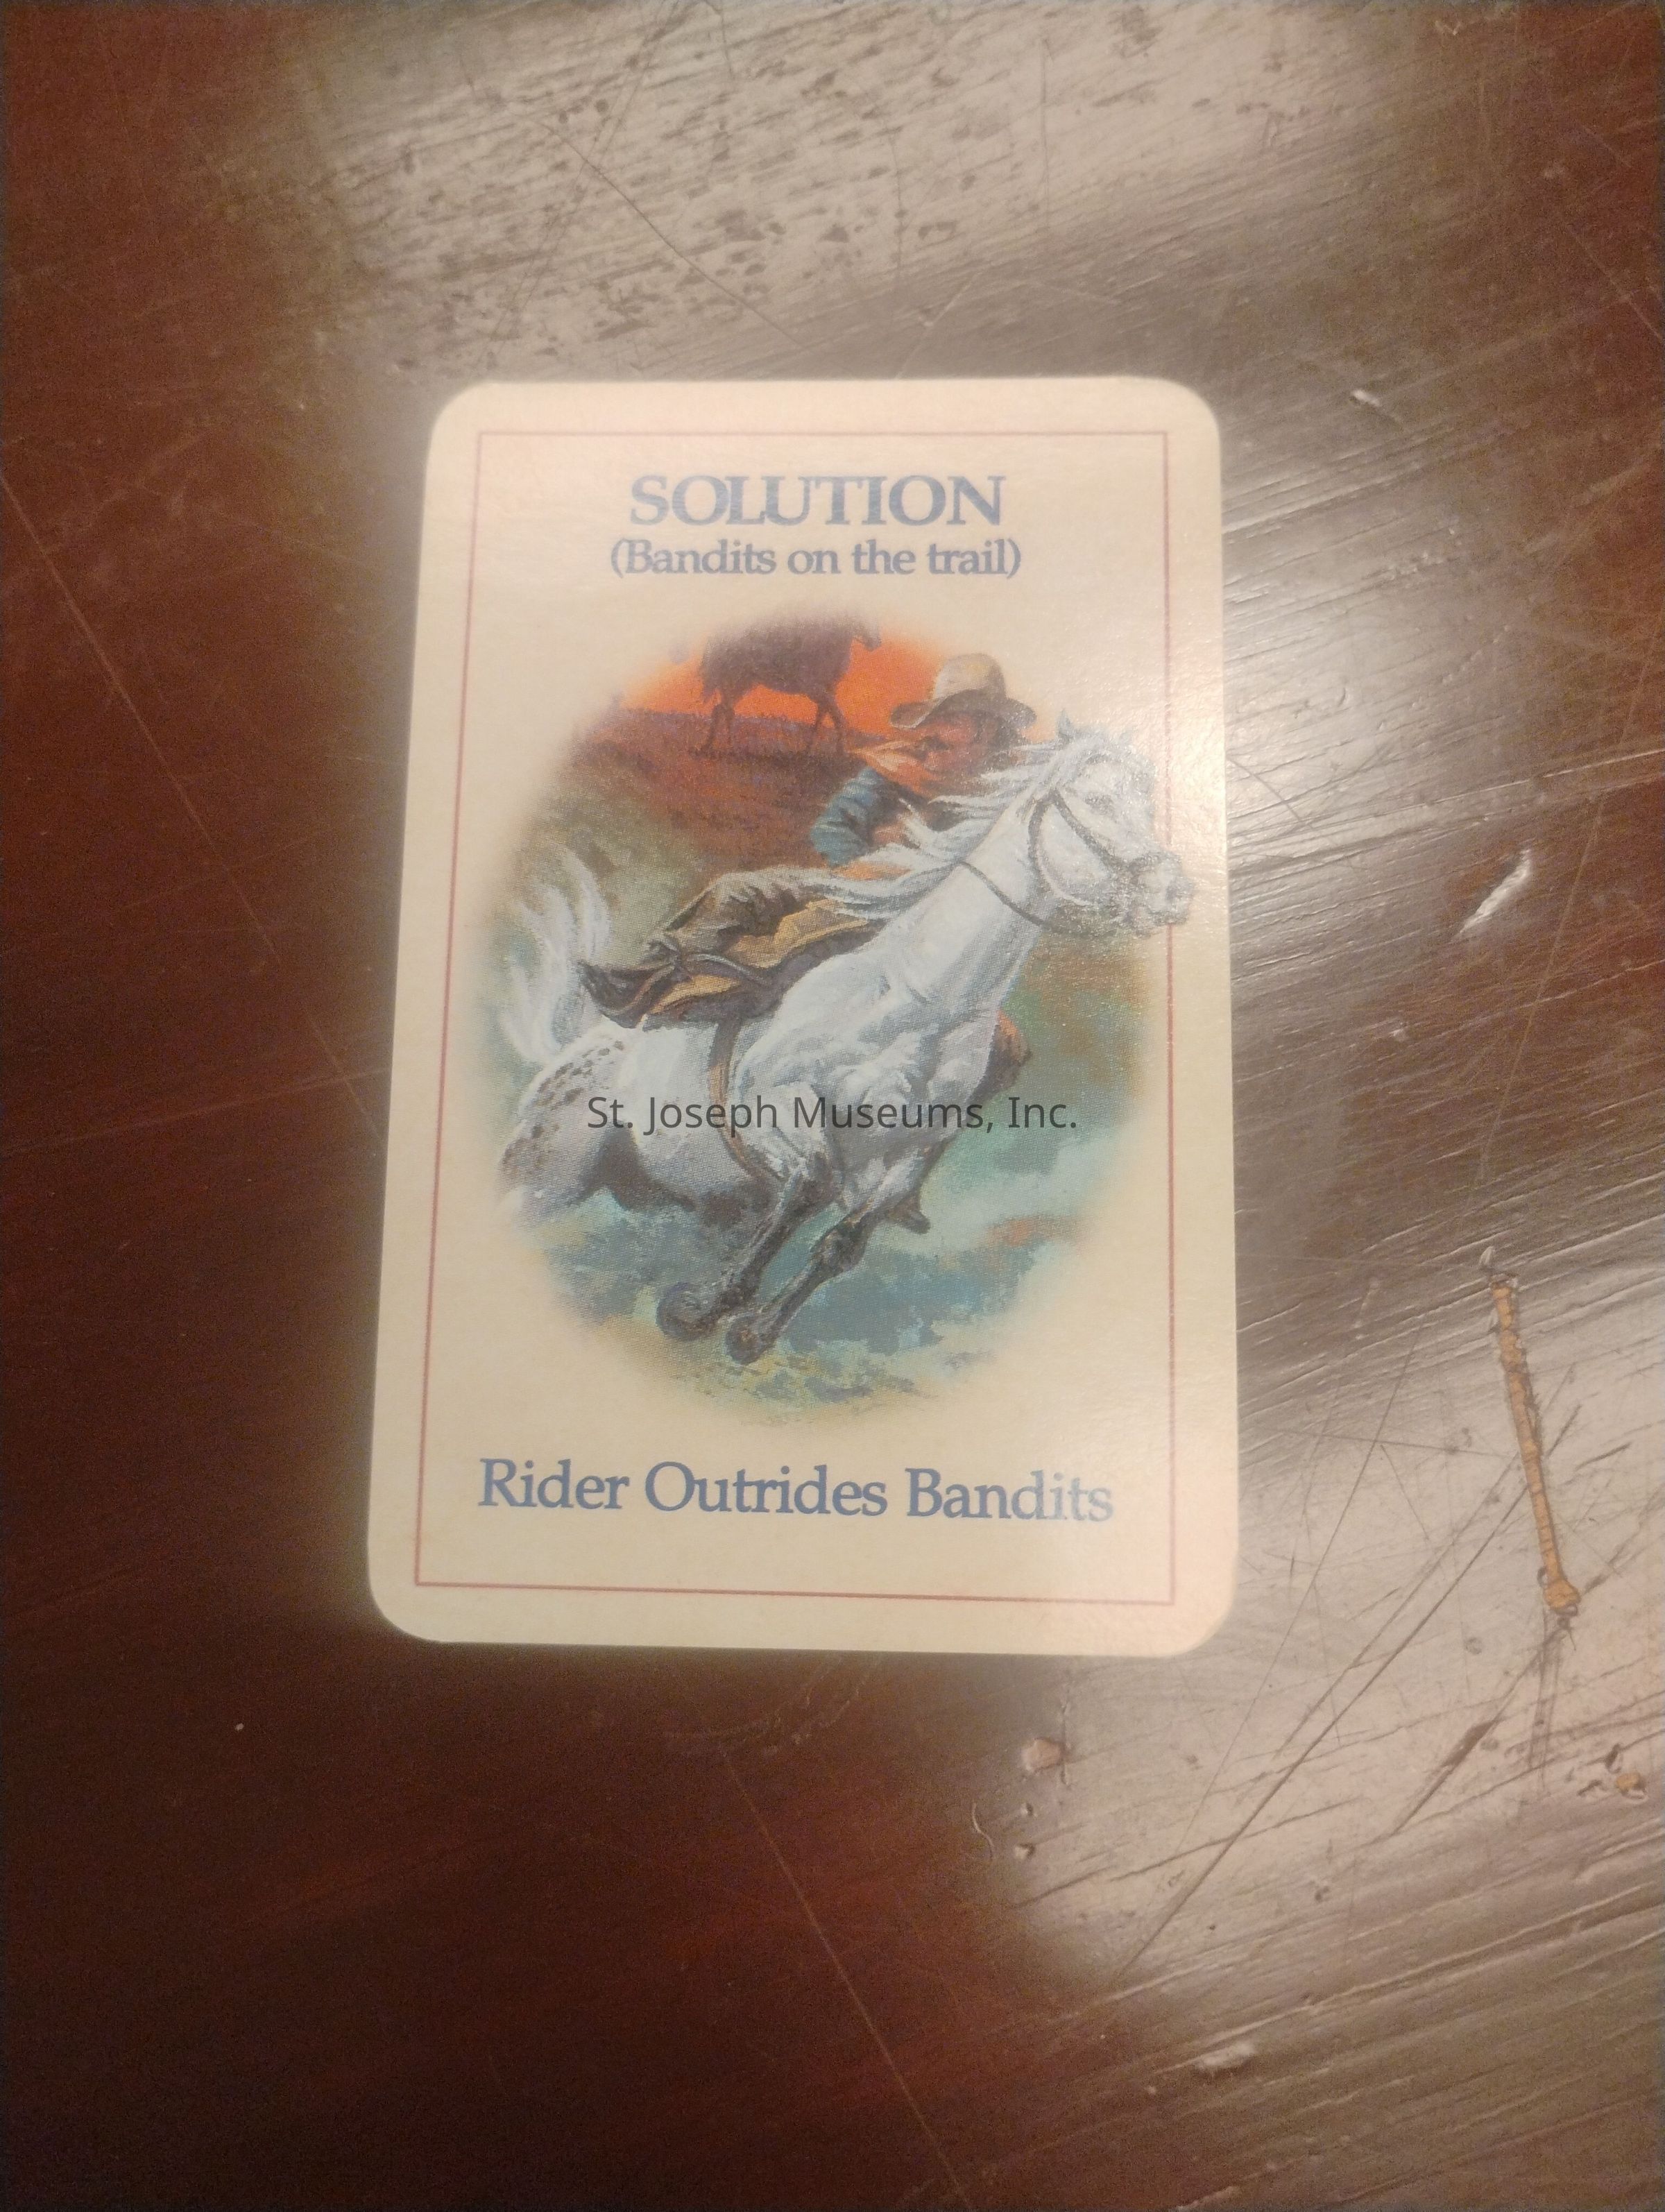 SOLUTION
(Bandits on the trail)
St. Joseph Museums, Inc.
Rider Outrides Bandits